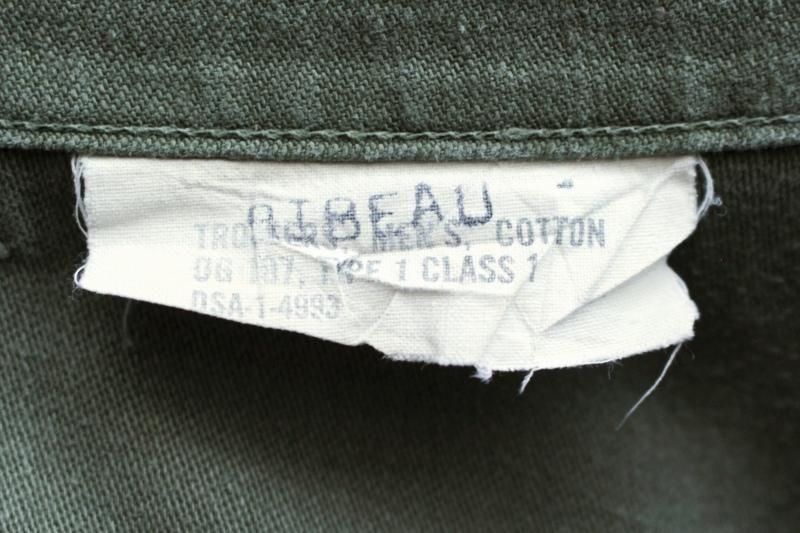 RIBEAU
TROUSERS, MEN'S, COTTON
OG-107, TYPE 1 CLASS 1
DSA-1-4993